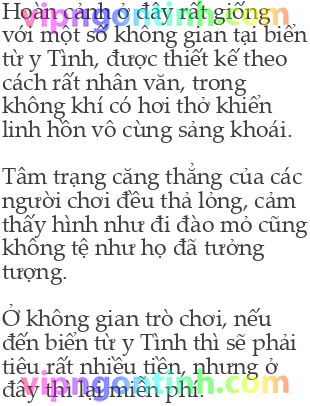 Hoàn cảnh ở đây rất giống
với một số không gian tại biển
từ y Tình, được thiết kế theo
cách rất nhân văn, trong
không khí có hơi thở khiến
linh hồn vô cùng sảng khoái.
Tâm trạng căng thẳng của các
người chơi đều thả lỏng, cảm
thấy hình như đi đào mỏ cũng
không tệ như họ đã tưởng
tượng.
Ở không gian trò chơi, nếu
đến biển từ y Tình thì sẽ phải
tiêu rất nhiều tiền, nhưng ở
đây thì lại miễn phí.
vipngontinh.com
vipngontinh.com